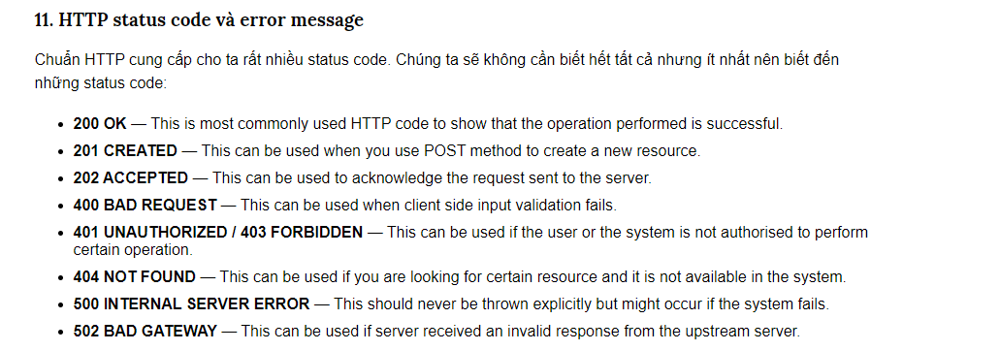 11. HTTP status code và error message
Chuẩn HTTP cung cấp cho ta rất nhiều status code. Chúng ta sẽ không cần biết hết tất cả nhưng ít nhất nên biết đến
những status code:
• 200 OK — This is most commonly used HTTP code to show that the operation performed is successful.
• 201 CREATED — This can be used when you use POST method to create a new resource.
• 202 ACCEPTED — This can be used to acknowledge the request sent to the server.
• 400 BAD REQUEST — This can be used when client side input validation fails.
• 401 UNAUTHORIZED / 403 FORBIDDEN — This can be used if the user or the system is not authorised to perform
certain operation.
• 404 NOT FOUND — This can be used if you are looking for certain resource and it is not available in the system.
• 500 INTERNAL SERVER ERROR — This should never be thrown explicitly but might occur if the system fails.
• 502 BAD GATEWAY — This can be used if server received an invalid response from the upstream server.